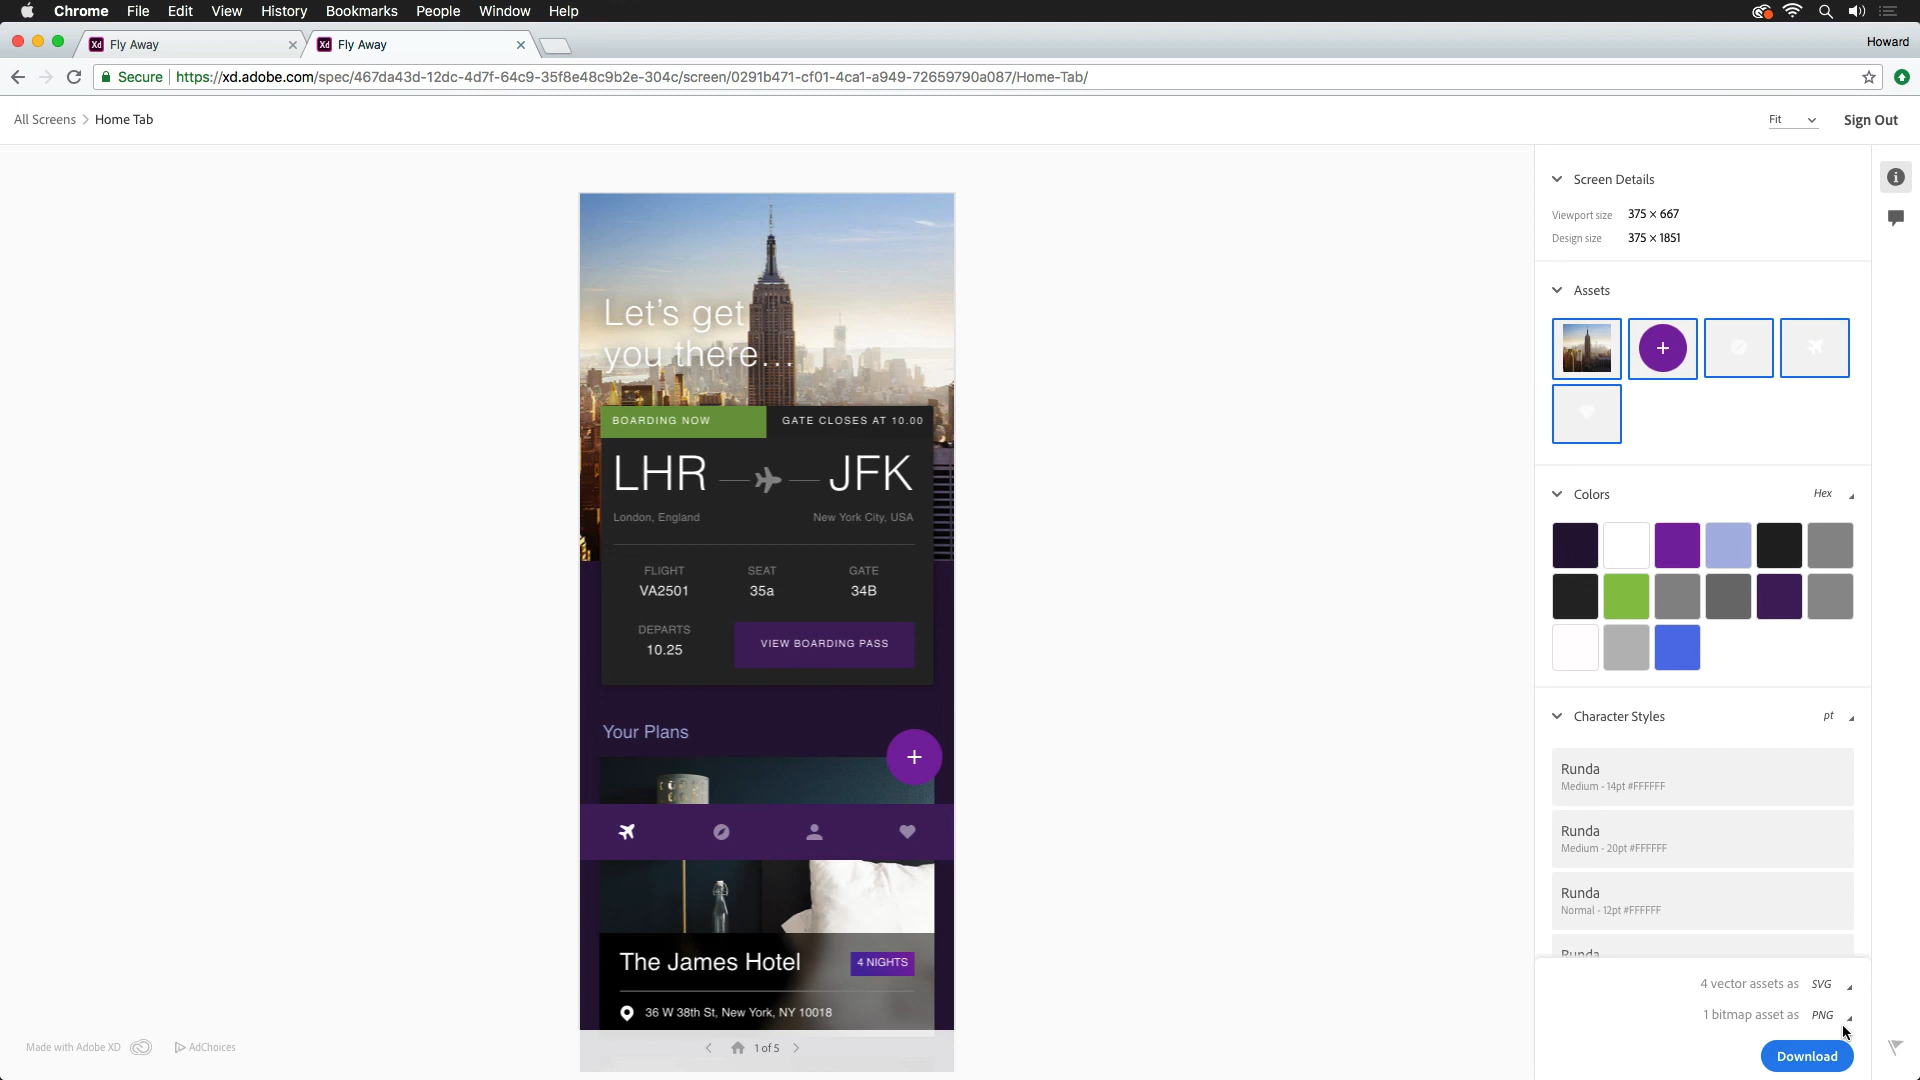 Chrome File Edit View History Bookmarks People Window Help
Xd Fly Away
Xd Fly Away
Howard
Secure https://xd.adobe.com/spec/467da43d-12dc-4d7f-64c9-35f8e48c9b2e-304c/screen/0291b471-cf01-4ca1-a949-72659790a087/Home-Tab/
All Screens > Home Tab
Fit
Sign Out
Let's get
you there...
BOARDING NOW
GATE CLOSES AT 10.00
LHR
JFK
London, England
New York City, USA
FLIGHT SEAT GATE
VA2501 35a 34B
DEPARTS
10.25
VIEW BOARDING PASS
Your Plans
+
The James Hotel
4 NIGHTS
36 W 38th St, New York, NY 10018
Made with Adobe XD
AdChoices
1 of 5
Screen Details
Viewport size 375 × 667
Design size 375 × 1851
Assets
+
Colors
Hex
Character Styles
pt
Runda
Medium - 14pt #FFFFFF
Runda
Medium - 20pt #FFFFFF
Runda
Normal - 12pt #FFFFFF
Runda
4 vector assets as SVG
1 bitmap asset as PNG
Download